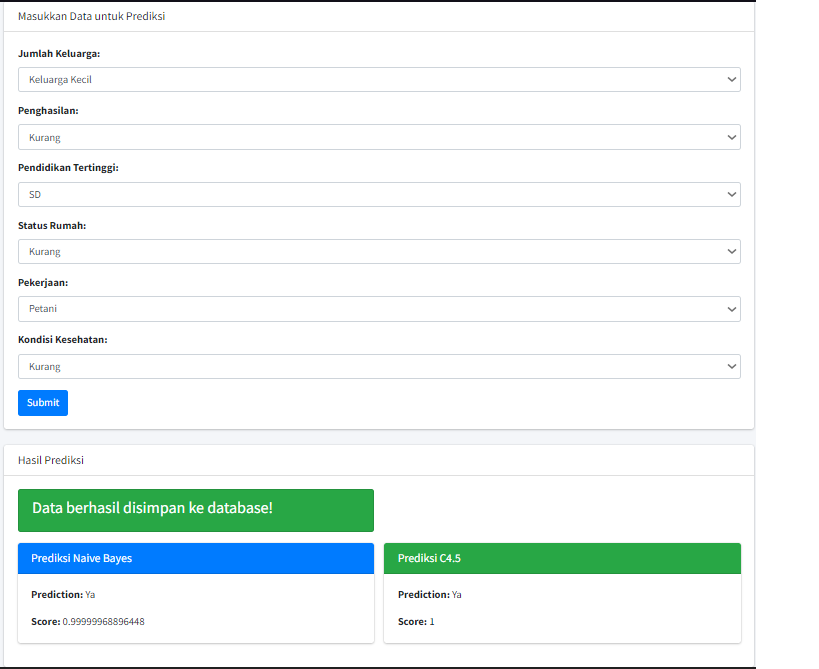 Masukkan Data untuk Prediksi
Jumlah Keluarga:
Keluarga Kecil
Penghasilan:
Kurang
Pendidikan Tertinggi:
SD
Status Rumah:
Kurang
Pekerjaan:
Petani
Kondisi Kesehatan:
Kurang
Submit
Hasil Prediksi
Data berhasil disimpan ke database!
Prediksi Naive Bayes
Prediction: Ya
Score: 0.99999968896448
Prediksi C4.5
Prediction: Ya
Score: 1